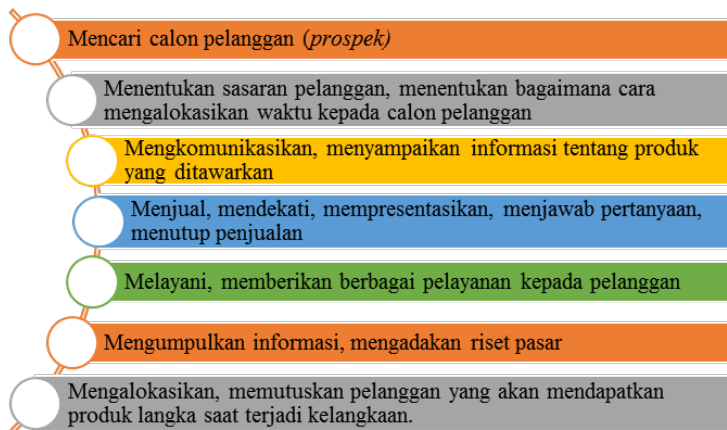 Mencari calon pelanggan (prospek)
Menentukan sasaran pelanggan, menentukan bagaimana cara
mengalokasikan waktu kepada calon pelanggan
Mengkomunikasikan, menyampaikan informasi tentang produk
yang ditawarkan
Menjual, mendekati, mempresentasikan, menjawab pertanyaan,
menutup penjualan
Melayani, memberikan berbagai pelayanan kepada pelanggan
Mengumpulkan informasi, mengadakan riset pasar
Mengalokasikan, memutuskan pelanggan yang akan mendapatkan
produk langka saat terjadi kelangkaan.